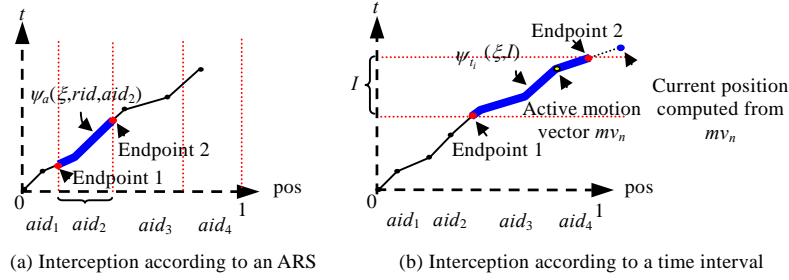 t
ψa(ξ,rid,aid2)
Endpoint 2
Endpoint 1
0
1
pos
aid1 aid2 aid3 aid4
(a) Interception according to an ARS
t
Endpoint 2
ψti (ξ,I)
I
Active motion
vector mvn
Current position
computed from
mvn
Endpoint 1
0
1
pos
aid1 aid2 aid3 aid4
(b) Interception according to a time interval